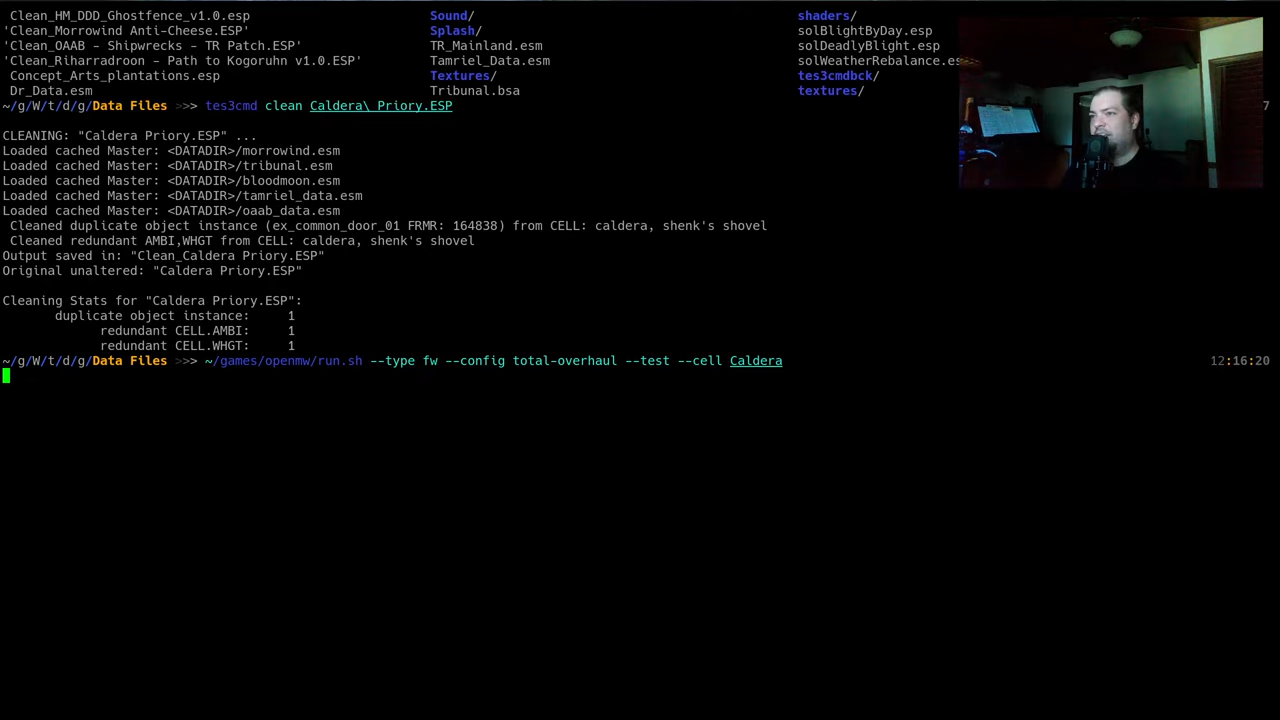 Clean_HM_DDD_Ghostfence_v1.0.esp Sound/ shaders/
'Clean_Morrowind Anti-Cheese.ESP' Splash/ solBlightByDay.esp
'Clean_OAAB - Shipwrecks - TR Patch.ESP' TR_Mainland.esm solDeadlyBlight.esp
'Clean_Riharradroon - Path to Kogoruhn v1.0.ESP' Tamriel_Data.esm solWeatherRebalance.es
Concept_Arts_plantations.esp Textures/ tes3cmdbck/
Dr_Data.esm Tribunal.bsa textures/
~/g/W/t/d/g/Data Files >>> tes3cmd clean Caldera\ Priory.ESP 7
CLEANING: "Caldera Priory.ESP" ...
Loaded cached Master: <DATADIR>/morrowind.esm
Loaded cached Master: <DATADIR>/tribunal.esm
Loaded cached Master: <DATADIR>/bloodmoon.esm
Loaded cached Master: <DATADIR>/tamriel_data.esm
Loaded cached Master: <DATADIR>/oaab_data.esm
Cleaned duplicate object instance (ex_common_door_01 FRMR: 164838) from CELL: caldera, shenk's shovel
Cleaned redundant AMBI,WHGT from CELL: caldera, shenk's shovel
Output saved in: "Clean_Caldera Priory.ESP"
Original unaltered: "Caldera Priory.ESP"
Cleaning Stats for "Caldera Priory.ESP":
duplicate object instance: 1
redundant CELL.AMBI: 1
redundant CELL.WHGT: 1
~/g/W/t/d/g/Data Files >>> ~/games/openmw/run.sh --type fw --config total-overhaul --test --cell Caldera 12:16:20